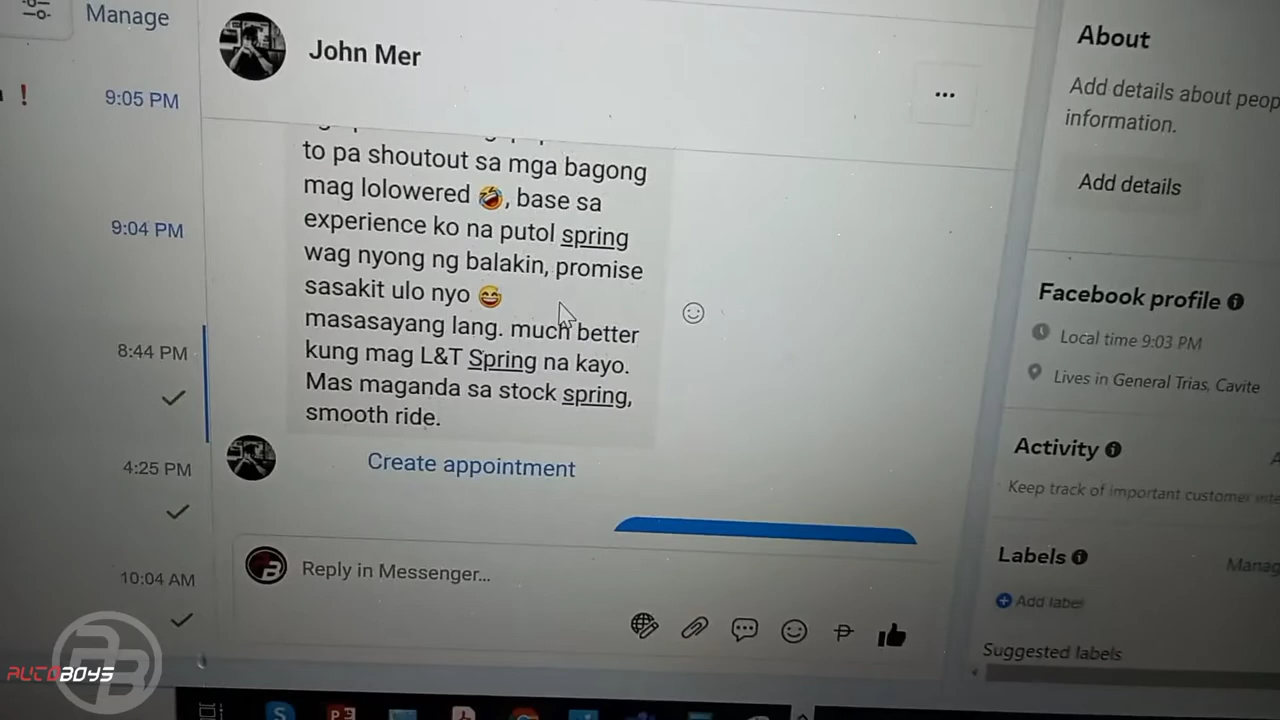 Manage
9:05 PM
9:04 PM
8:44 PM
4:25 PM
10:04 AM
John Mer
...
to pa shoutout sa mga bagong
mag lolowered 🤣, base sa
experience ko na putol spring
wag nyong ng balakin, promise
sasakit ulo nyo 😅
masasayang lang. much better
kung mag L&T Spring na kayo.
Mas maganda sa stock spring,
smooth ride.
Create appointment
Reply in Messenger...
About
Add details about
information.
Add details
Facebook profile
Local time 9:03 PM
Lives in General Trias, Cavite
Activity
Keep track of important customer
Labels
Add label
Suggested labels
AUTOBOYS